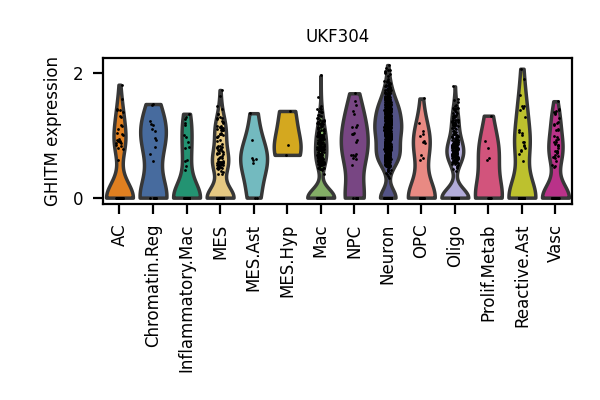 UKF304
GHITM expression
2
0
AC
Chromatin.Reg
Inflammatory.Mac
MES
MES.Ast
MES.Hyp
Mac
NPC
Neuron
OPC
Oligo
Prolif.Metab
Reactive.Ast
Vasc